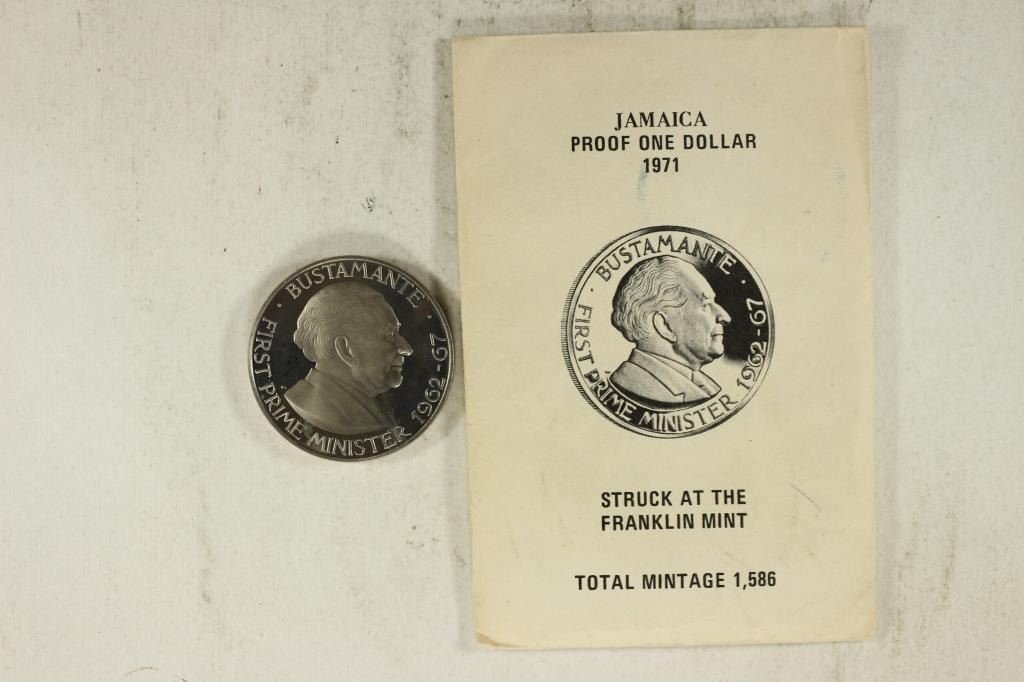 · BUSTAMANTE ·
FIRST PRIME MINISTER 1962-67
JAMAICA
PROOF ONE DOLLAR
1971
· BUSTAMANTE ·
FIRST PRIME MINISTER 1962-67
STRUCK AT THE
FRANKLIN MINT
TOTAL MINTAGE 1,586